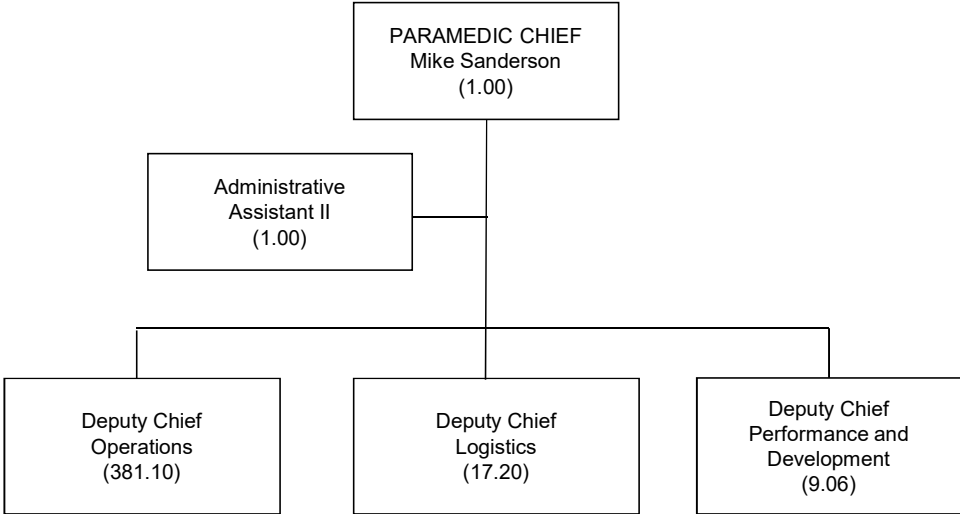 PARAMEDIC CHIEF
Mike Sanderson
(1.00)
Administrative
Assistant II
(1.00)
Deputy Chief
Operations
(381.10)
Deputy Chief
Logistics
(17.20)
Deputy Chief
Performance and
Development
(9.06)